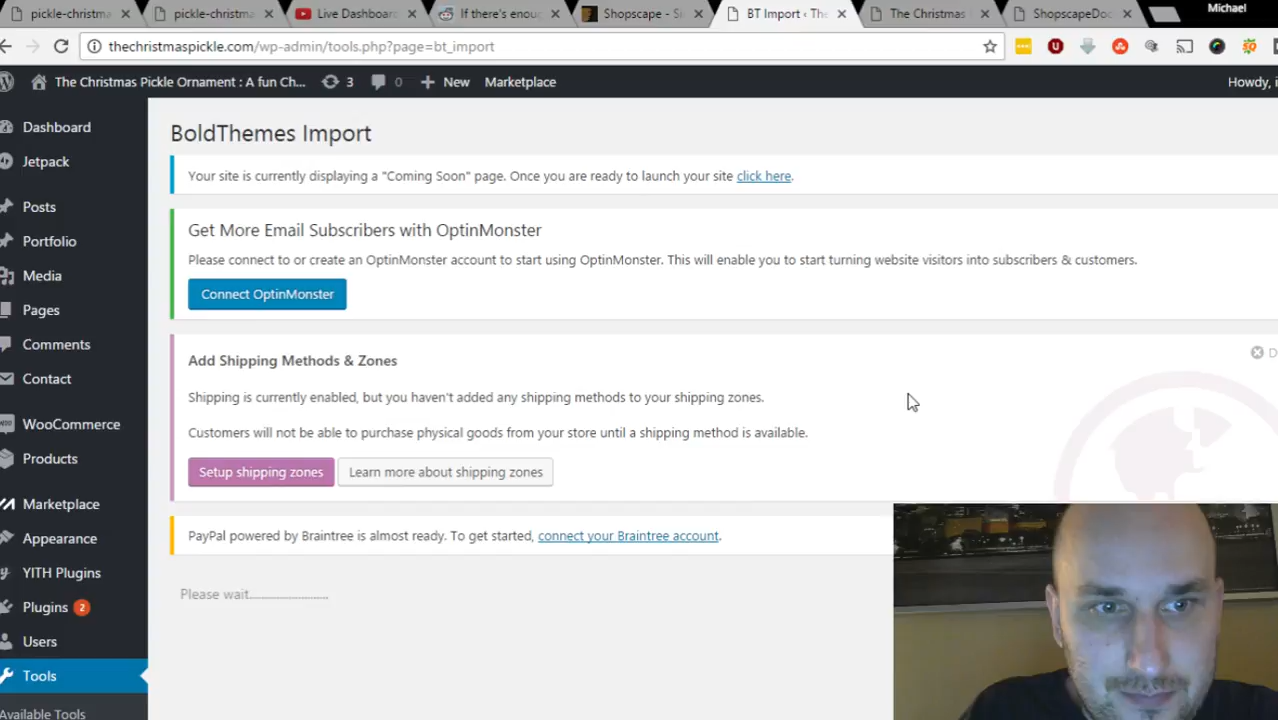 pickle-christma
pickle-christma
Live Dashboard
If there's enoug
Shopscape - Si
BT Import ‹ The
The Christmas
ShopscapeDoc
Michael
thechristmaspickle.com/wp-admin/tools.php?page=bt_import
The Christmas Pickle Ornament : A fun Ch...
3
0
New
Marketplace
Howdy, i
Dashboard
Jetpack
Posts
Portfolio
Media
Pages
Comments
Contact
WooCommerce
Products
Marketplace
Appearance
YITH Plugins
Plugins 2
Users
Tools
Available Tools
BoldThemes Import
Your site is currently displaying a "Coming Soon" page. Once you are ready to launch your site click here.
Get More Email Subscribers with OptinMonster
Please connect to or create an OptinMonster account to start using OptinMonster. This will enable you to start turning website visitors into subscribers & customers.
Connect OptinMonster
Add Shipping Methods & Zones
D
Shipping is currently enabled, but you haven't added any shipping methods to your shipping zones.
Customers will not be able to purchase physical goods from your store until a shipping method is available.
Setup shipping zones
Learn more about shipping zones
PayPal powered by Braintree is almost ready. To get started, connect your Braintree account.
Please wait..............................